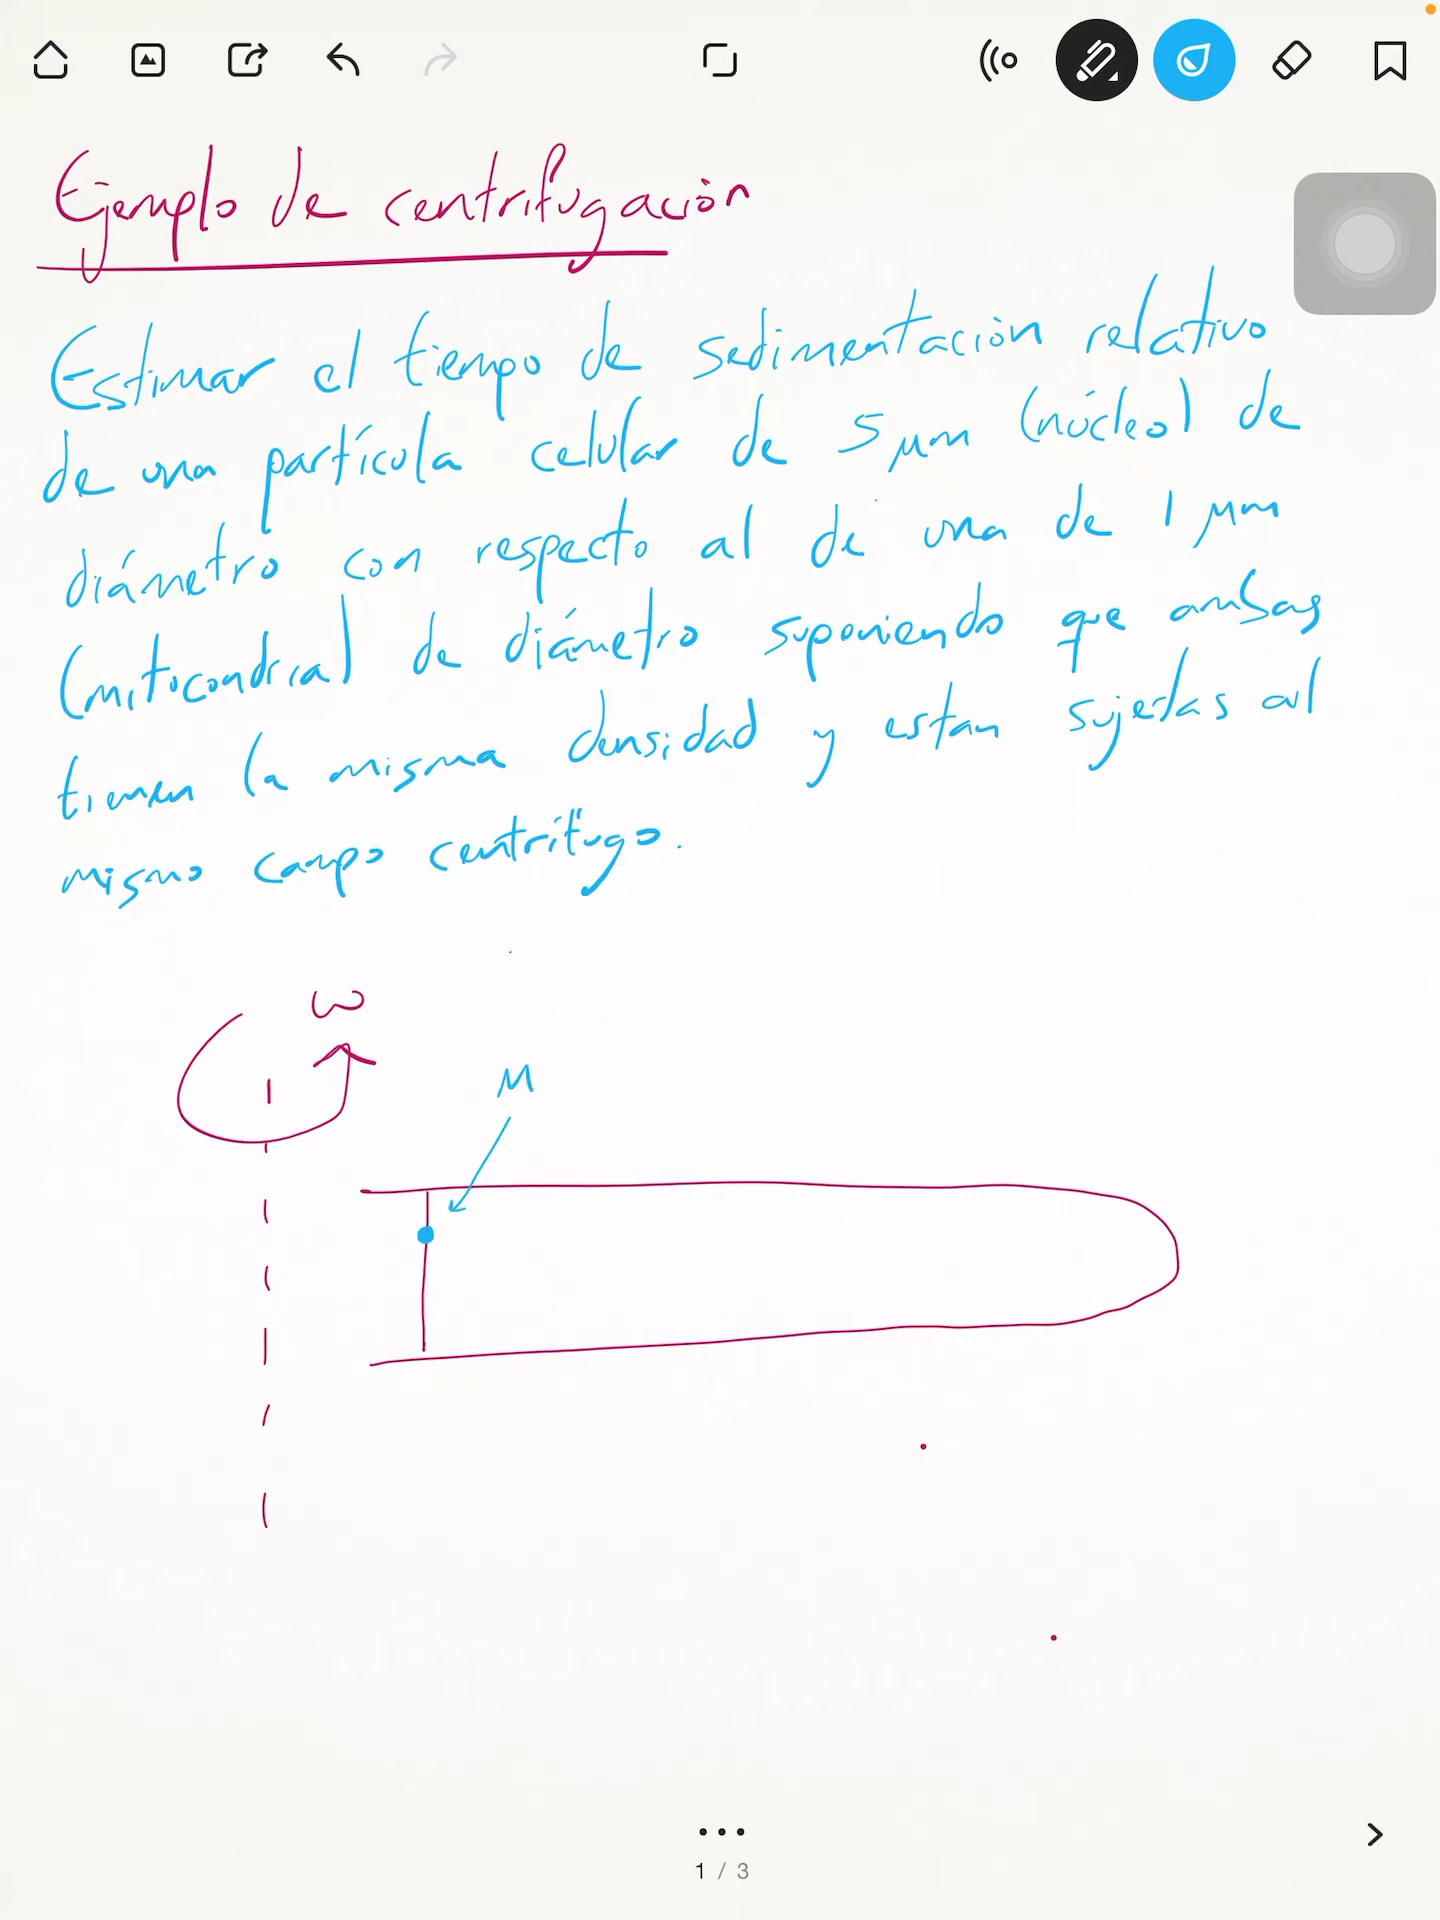 Ejemplo de centrifugación
Estimar el tiempo de sedimentación relativo
de una partícula celular de 5 μm (núcleo) de
diámetro con respecto al de una de 1 μm
(mitocondria) de diámetro suponiendo que ambas
tienen la misma densidad y estan sujetas al
mismo campo centrífugo.
ω
M
1 / 3